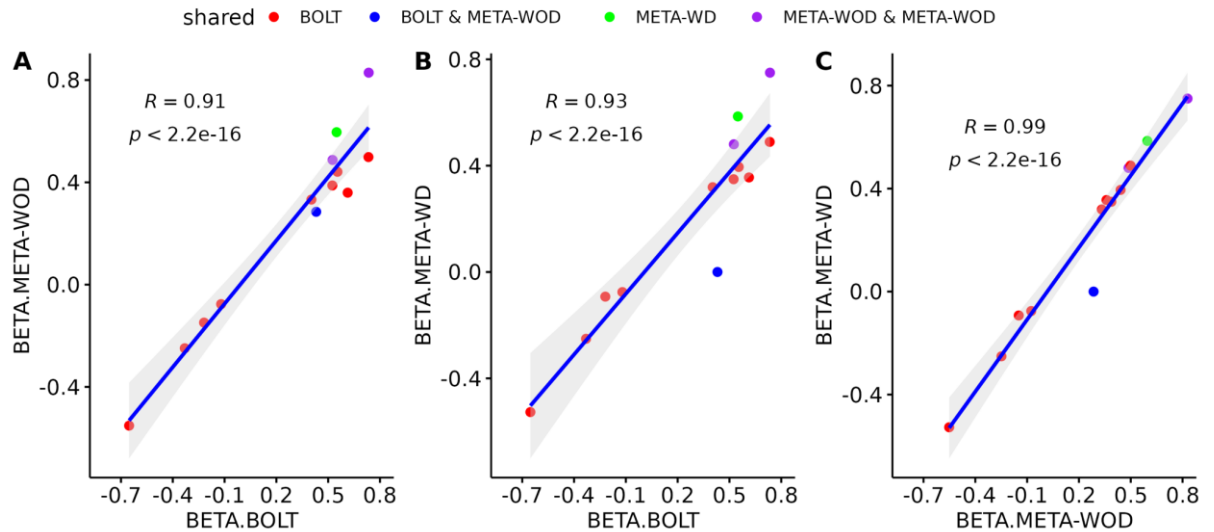 shared BOLT BOLT & META-WOD META-WD META-WOD & META-WOD
A
BETA.META-WOD
0.8
0.4
0.0
-0.4
R = 0.91
p < 2.2e-16
-0.7 -0.4 -0.1 0.2 0.5 0.8
BETA.BOLT
B
BETA.META-WD
0.8
0.4
0.0
-0.4
R = 0.93
p < 2.2e-16
-0.7 -0.4 -0.1 0.2 0.5 0.8
BETA.BOLT
C
BETA.META-WD
0.8
0.4
0.0
-0.4
R = 0.99
p < 2.2e-16
-0.7 -0.4 -0.1 0.2 0.5 0.8
BETA.META-WOD